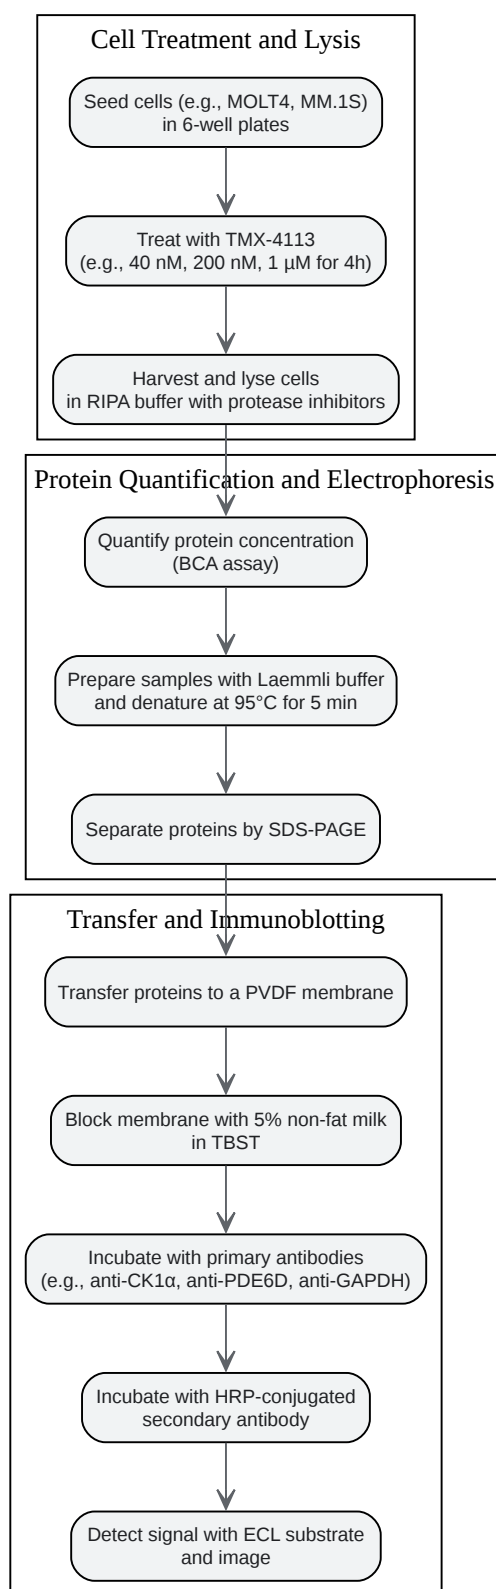 Cell Treatment and Lysis
Seed cells (e.g., MOLT4, MM.1S)
in 6-well plates
Treat with TMX-4113
(e.g., 40 nM, 200 nM, 1 µM for 4h)
Harvest and lyse cells
in RIPA buffer with protease inhibitors
Protein Quantification and Electrophoresis
Quantify protein concentration
(BCA assay)
Prepare samples with Laemmli buffer
and denature at 95°C for 5 min
Separate proteins by SDS-PAGE
Transfer and Immunoblotting
Transfer proteins to a PVDF membrane
Block membrane with 5% non-fat milk
in TBST
Incubate with primary antibodies
(e.g., anti-CK1α, anti-PDE6D, anti-GAPDH)
Incubate with HRP-conjugated
secondary antibody
Detect signal with ECL substrate
and image